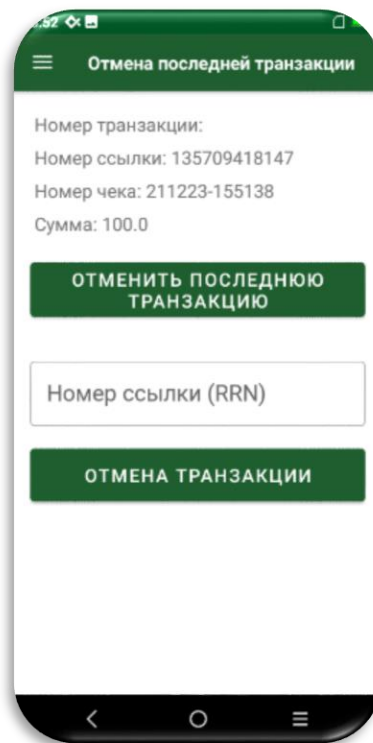 :52
Отмена последней транзакции
Номер транзакции:
Номер ссылки: 135709418147
Номер чека: 211223-155138
Сумма: 100.0
ОТМЕНИТЬ ПОСЛЕДНЮЮ
ТРАНЗАКЦИЮ
Номер ссылки (RRN)
ОТМЕНА ТРАНЗАКЦИИ